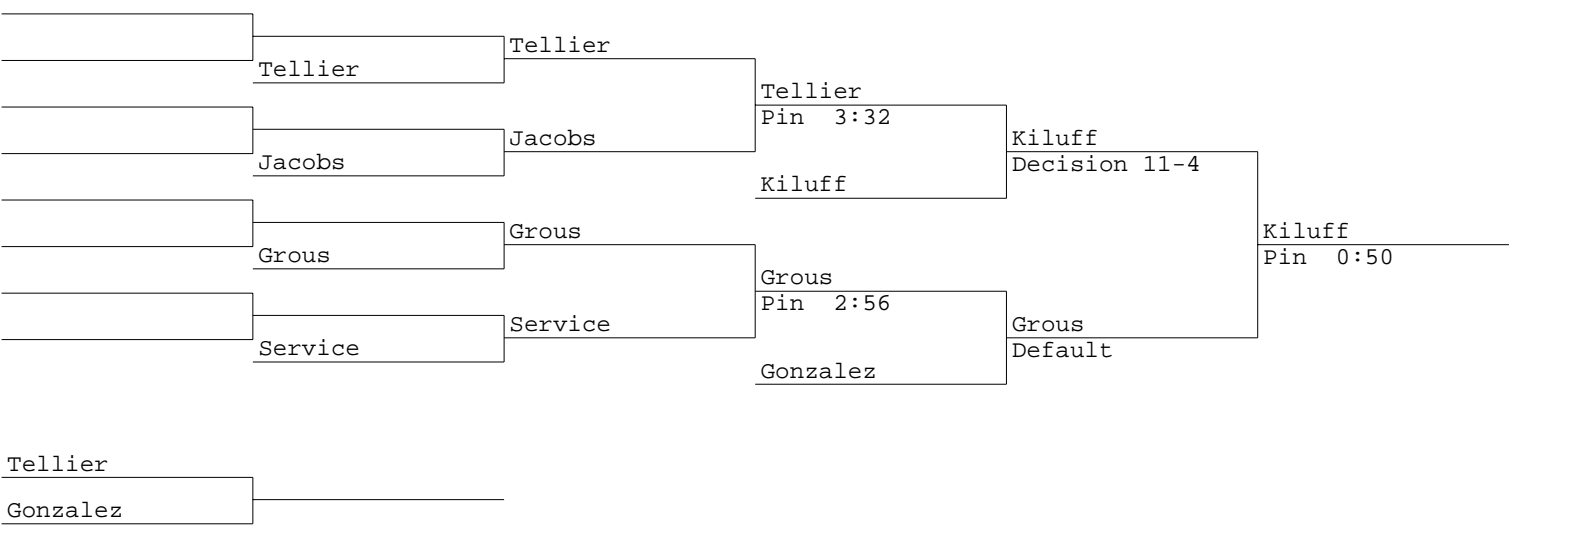 Tellier
Tellier
Tellier
Pin 3:32
Jacobs
Kiluff
Jacobs
Decision 11-4
Kiluff
Grous
Kiluff
Grous
Pin 0:50
Grous
Pin 2:56
Service
Grous
Service
Default
Gonzalez
Tellier
Gonzalez